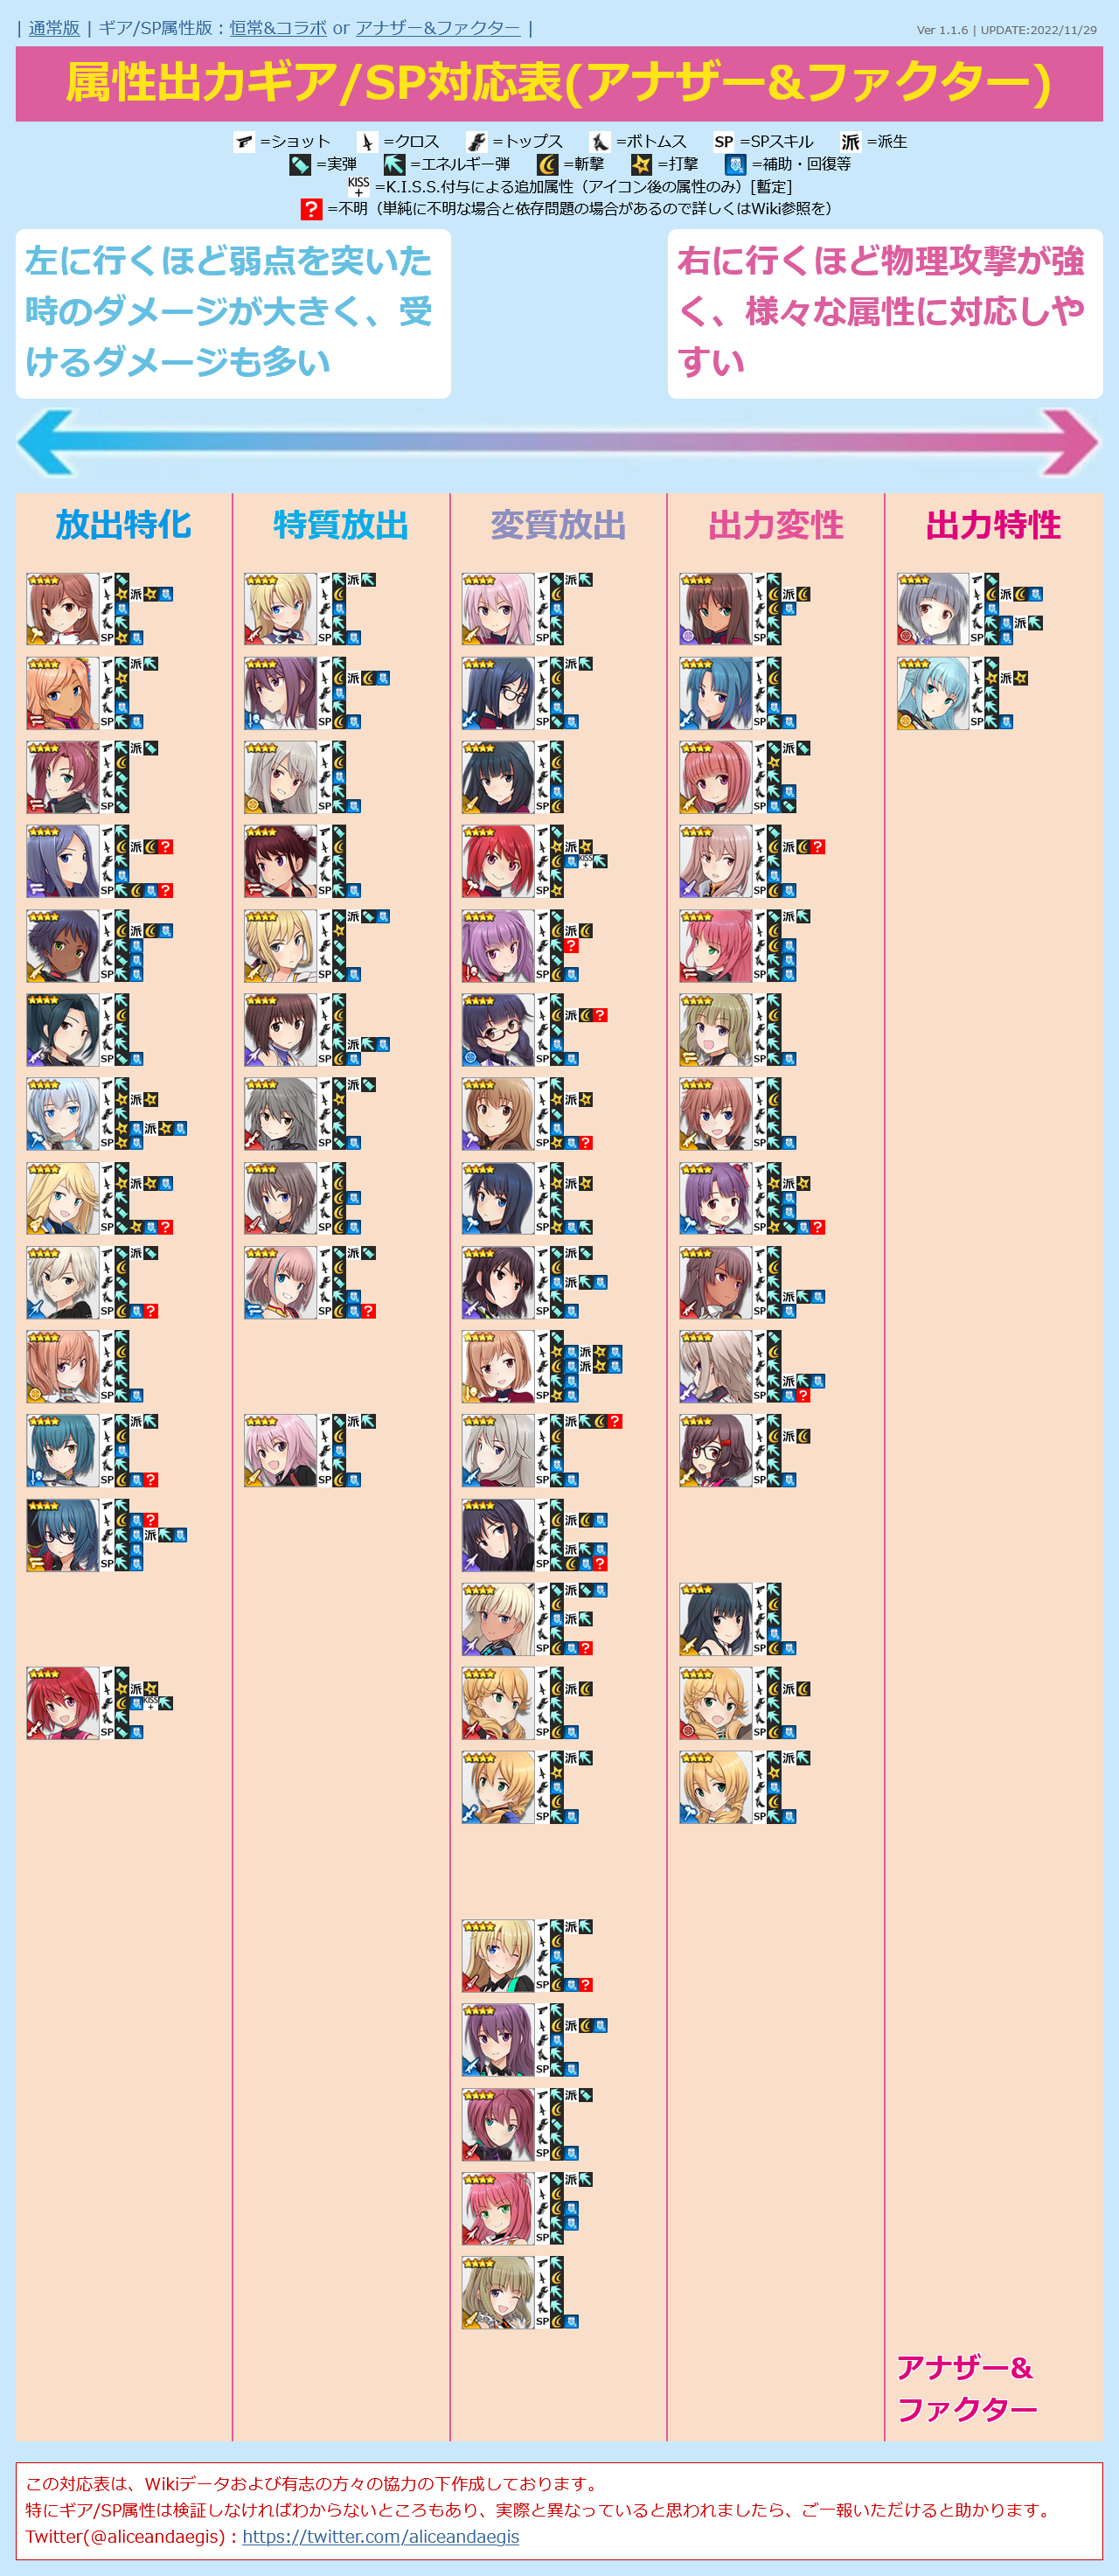 | 通常版 | ギア/SP属性版：恒常&コラボ or アナザー&ファクター |
Ver 1.1.6 | UPDATE:2022/11/29
属性出力ギア/SP対応表(アナザー&ファクター)
=ショット =クロス =トップス =ボトムス SP =SPスキル 派 =派生
=実弾 =エネルギー弾 =斬撃 =打撃 =補助・回復等
KISS+ =K.I.S.S.付与による追加属性（アイコン後の属性のみ）[暫定]
? =不明（単純に不明な場合と依存問題の場合があるので詳しくはWiki参照を）
左に行くほど弱点を突いた
時のダメージが大きく、受
けるダメージも多い
右に行くほど物理攻撃が強
く、様々な属性に対応しや
すい
放出特化 特質放出 変質放出 出力変性 出力特性
アナザー&
ファクター
この対応表は、Wikiデータおよび有志の方々の協力の下作成しております。
特にギア/SP属性は検証しなければわからないところもあり、実際と異なっていると思われましたら、ご一報いただけると助かります。
Twitter(@aliceandaegis)：https://twitter.com/aliceandaegis